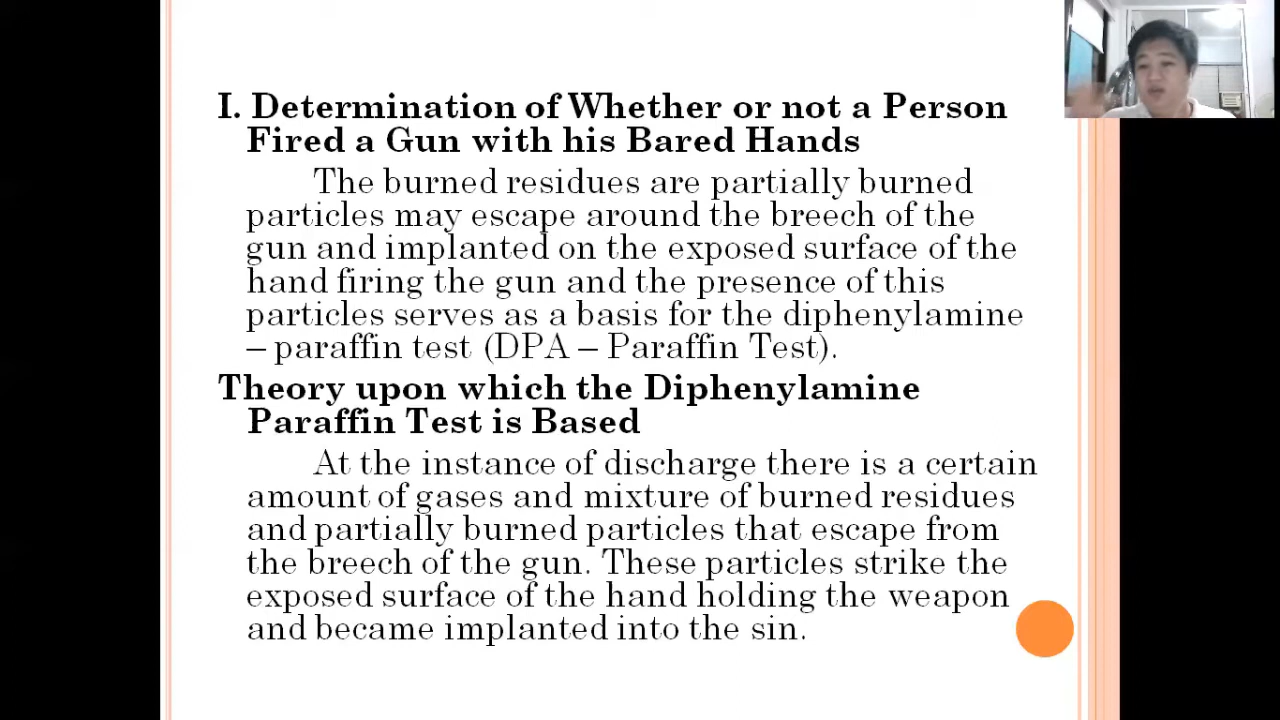 I. Determination of Whether or not a Person
Fired a Gun with his Bared Hands
The burned residues are partially burned
particles may escape around the breech of the
gun and implanted on the exposed surface of the
hand firing the gun and the presence of this
particles serves as a basis for the diphenylamine
– paraffin test (DPA – Paraffin Test).
Theory upon which the Diphenylamine
Paraffin Test is Based
At the instance of discharge there is a certain
amount of gases and mixture of burned residues
and partially burned particles that escape from
the breech of the gun. These particles strike the
exposed surface of the hand holding the weapon
and became implanted into the sin.